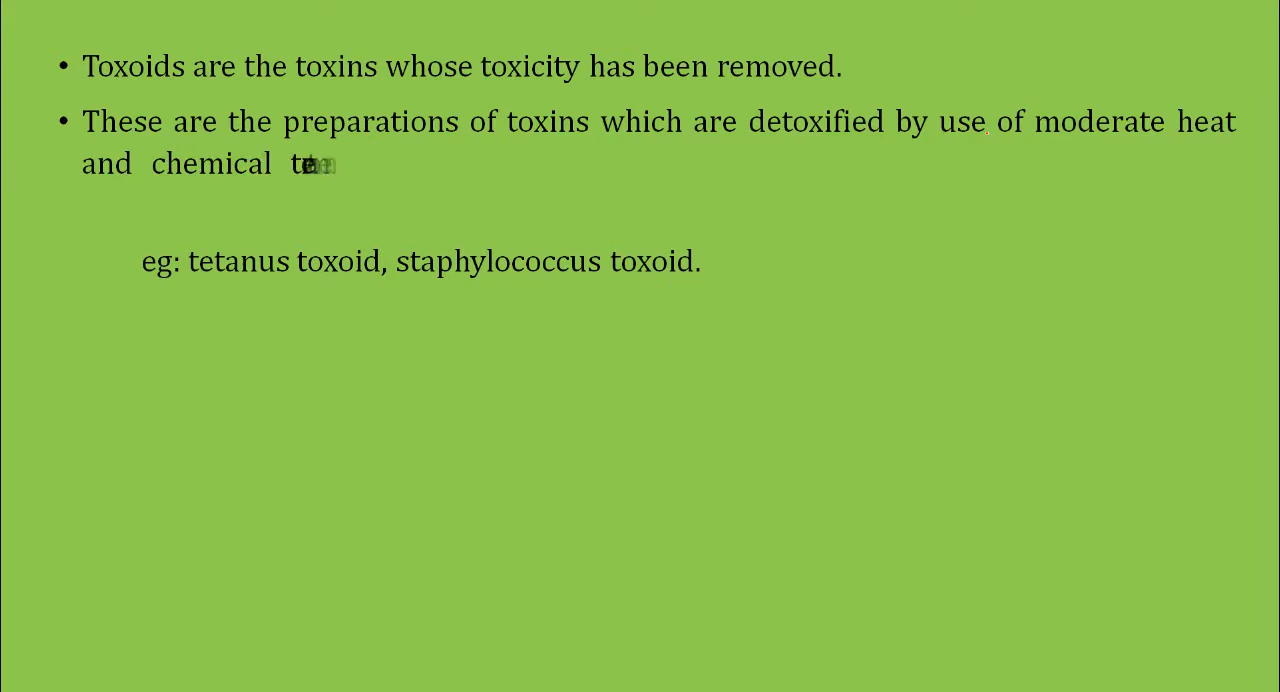 • Toxoids are the toxins whose toxicity has been removed.
• These are the preparations of toxins which are detoxified by use of moderate heat
and chemical
eg: tetanus toxoid, staphylococcus toxoid.